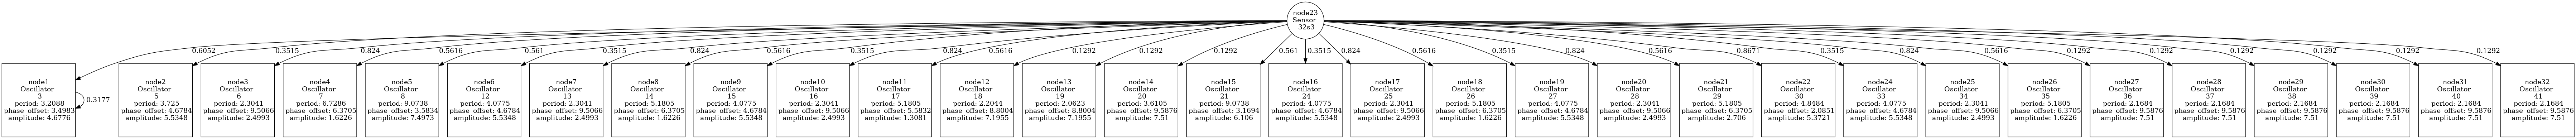 node23
Sensor
32s3
0.6052
-0.3515
0.824
-0.5616
-0.561
-0.3515
0.824
-0.5616
-0.3515
0.824
-0.5616
-0.1292
-0.1292
-0.1292
-0.561
-0.3515
0.824
-0.5616
-0.3515
0.824
-0.5616
-0.8671
-0.3515
0.824
-0.5616
-0.1292
-0.1292
-0.1292
-0.1292
-0.1292
-0.1292
node1
Oscillator
3
period: 3.2088
phase_offset: 3.4983
amplitude: 4.6776
-0.3177
node2
Oscillator
5
period: 3.725
phase_offset: 4.6784
amplitude: 5.5348
node3
Oscillator
6
period: 2.3041
phase_offset: 9.5066
amplitude: 2.4993
node4
Oscillator
7
period: 6.7286
phase_offset: 6.3705
amplitude: 1.6226
node5
Oscillator
8
period: 9.0738
phase_offset: 3.5834
amplitude: 7.4973
node6
Oscillator
12
period: 4.0775
phase_offset: 4.6784
amplitude: 5.5348
node7
Oscillator
13
period: 2.3041
phase_offset: 9.5066
amplitude: 2.4993
node8
Oscillator
14
period: 5.1805
phase_offset: 6.3705
amplitude: 1.6226
node9
Oscillator
15
period: 4.0775
phase_offset: 4.6784
amplitude: 5.5348
node10
Oscillator
16
period: 2.3041
phase_offset: 9.5066
amplitude: 2.4993
node11
Oscillator
17
period: 5.1805
phase_offset: 5.5832
amplitude: 1.3081
node12
Oscillator
18
period: 2.2044
phase_offset: 8.8004
amplitude: 7.1955
node13
Oscillator
19
period: 2.0623
phase_offset: 8.8004
amplitude: 7.1955
node14
Oscillator
20
period: 3.6105
phase_offset: 9.5876
amplitude: 7.51
node15
Oscillator
21
period: 9.0738
phase_offset: 3.1694
amplitude: 6.106
node16
Oscillator
24
period: 4.0775
phase_offset: 4.6784
amplitude: 5.5348
node17
Oscillator
25
period: 2.3041
phase_offset: 9.5066
amplitude: 2.4993
node18
Oscillator
26
period: 5.1805
phase_offset: 6.3705
amplitude: 1.6226
node19
Oscillator
27
period: 4.0775
phase_offset: 4.6784
amplitude: 5.5348
node20
Oscillator
28
period: 2.3041
phase_offset: 9.5066
amplitude: 2.4993
node21
Oscillator
29
period: 5.1805
phase_offset: 6.3705
amplitude: 2.706
node22
Oscillator
30
period: 4.8484
phase_offset: 2.0851
amplitude: 5.3721
node24
Oscillator
33
period: 4.0775
phase_offset: 4.6784
amplitude: 5.5348
node25
Oscillator
34
period: 2.3041
phase_offset: 9.5066
amplitude: 2.4993
node26
Oscillator
35
period: 5.1805
phase_offset: 6.3705
amplitude: 1.6226
node27
Oscillator
36
period: 2.1684
phase_offset: 9.5876
amplitude: 7.51
node28
Oscillator
37
period: 2.1684
phase_offset: 9.5876
amplitude: 7.51
node29
Oscillator
38
period: 2.1684
phase_offset: 9.5876
amplitude: 7.51
node30
Oscillator
39
period: 2.1684
phase_offset: 9.5876
amplitude: 7.51
node31
Oscillator
40
period: 2.1684
phase_offset: 9.5876
amplitude: 7.51
node32
Oscillator
41
period: 2.1684
phase_offset: 9.5876
amplitude: 7.51